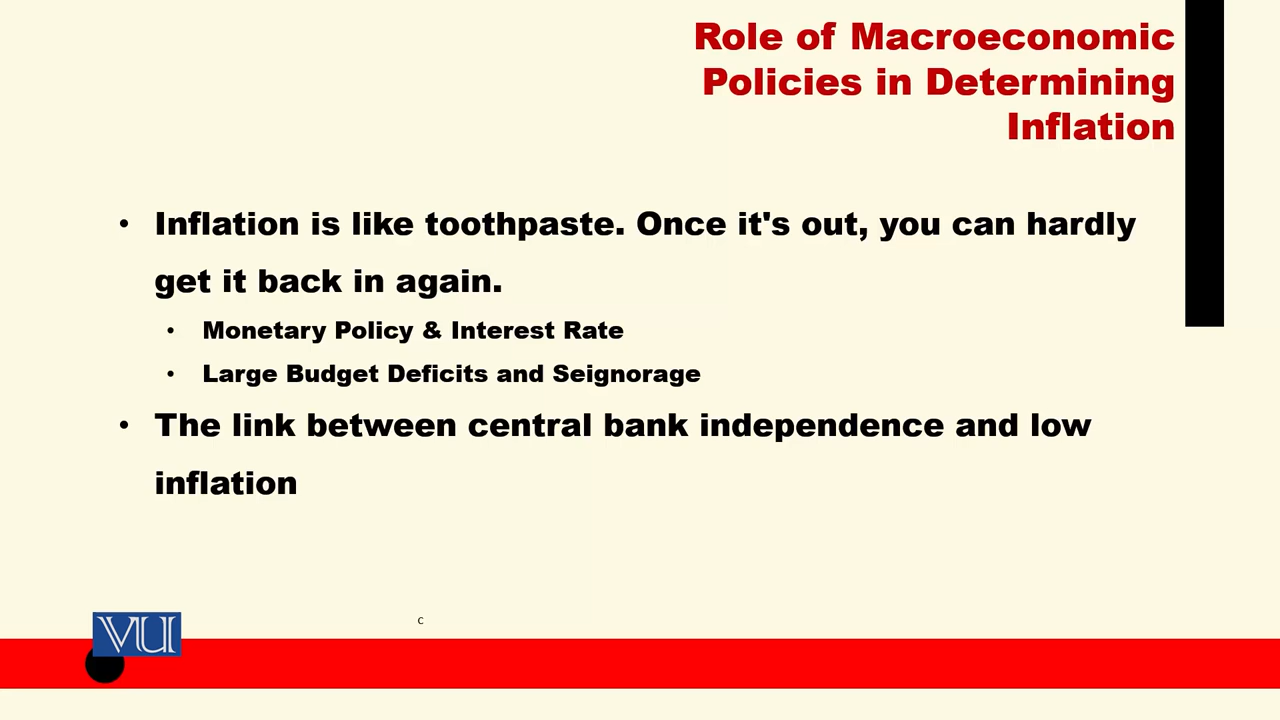 Role of Macroeconomic
Policies in Determining
Inflation
• Inflation is like toothpaste. Once it's out, you can hardly
get it back in again.
• Monetary Policy & Interest Rate
• Large Budget Deficits and Seignorage
• The link between central bank independence and low
inflation
c
VU